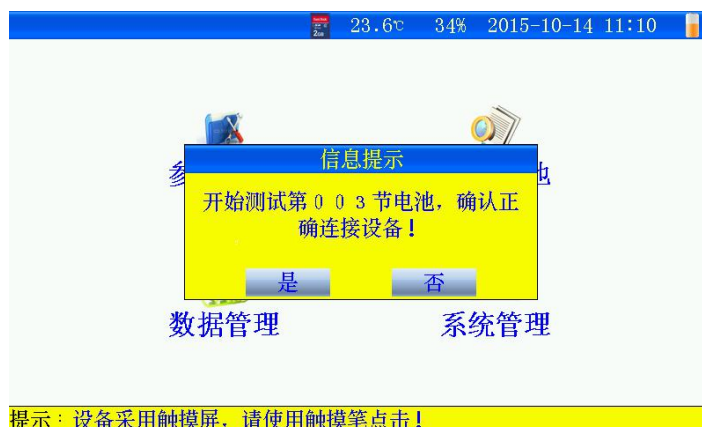 23.6℃ 34% 2015-10-14 11:10
信息提示
开始测试第003节电池，确认正
确连接设备！
是 否
数据管理 系统管理
提示：设备采用触摸屏，请使用触摸笔点击！